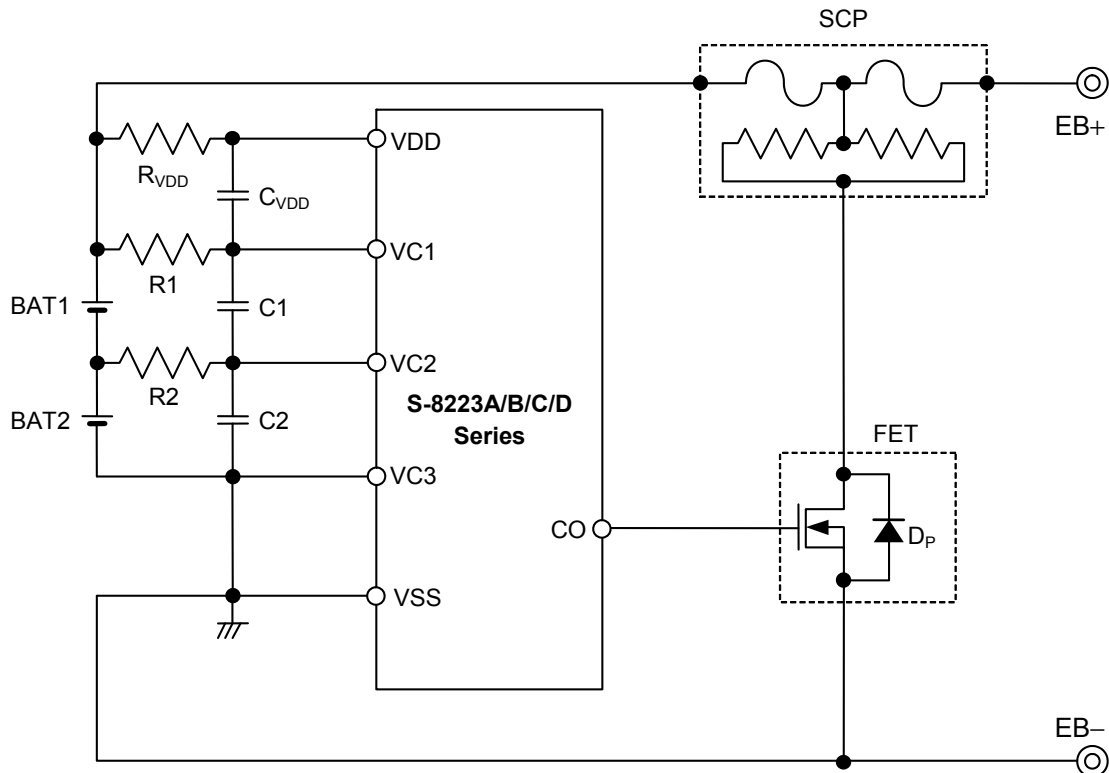 SCP
EB+
VDD
RVDD
CVDD
VC1
R1
BAT1
C1
VC2
R2
S-8223A/B/C/D
Series
BAT2
C2
FET
VC3
CO
DP
VSS
EB−